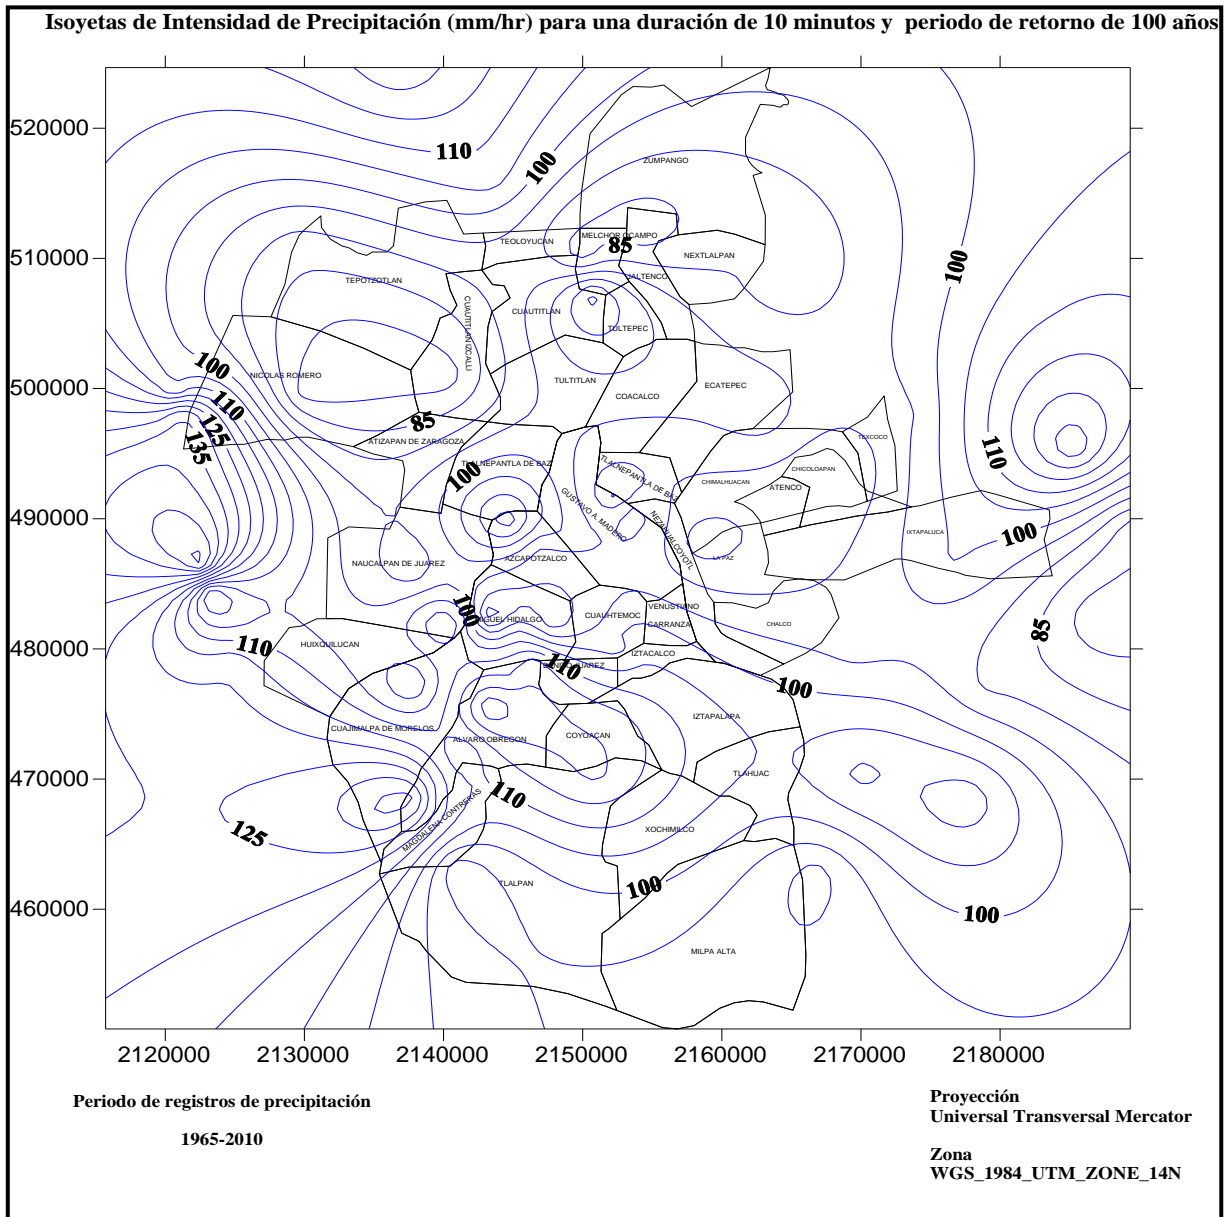 Isoyetas de Intensidad de Precipitación (mm/hr) para una duración de 10 minutos y periodo de retorno de 100 años
520000
110
100
ZUMPANGO
510000
TEOLOYUCAN
MELCHOR OCAMPO
85
NEXTLALPAN
100
TEPOTZOTLAN
JALTENCO
CUAUTITLAN IZCALLI
CUAUTITLAN
TULTEPEC
500000
100
NICOLAS ROMERO
TULTITLAN
COACALCO
ECATEPEC
110
125
135
85
ATIZAPAN DE ZARAGOZA
TEXCOCO
110
100
TLALNEPANTLA DE BAZ
TLALNEPANTLA DE BAZ
CHIMALHUACAN
CHICOLOAPAN
ATENCO
490000
GUSTAVO A. MADERO
NEZAHUALCOYOTL
IXTAPALUCA
100
NAUCALPAN DE JUAREZ
AZCAPOTZALCO
LA PAZ
480000
110
HUIXQUILUCAN
100
MIGUEL HIDALGO
CUAUHTEMOC
VENUSTIANO
CARRANZA
CHALCO
85
IZTACALCO
BENITO JUAREZ
110
100
CUAJIMALPA DE MORELOS
ALVARO OBREGON
COYOACAN
IZTAPALAPA
470000
TLAHUAC
110
MAGDALENA CONTRERAS
XOCHIMILCO
125
TLALPAN
100
460000
100
MILPA ALTA
2120000
2130000
2140000
2150000
2160000
2170000
2180000
Periodo de registros de precipitación
1965-2010
Proyección
Universal Transversal Mercator
Zona
WGS_1984_UTM_ZONE_14N